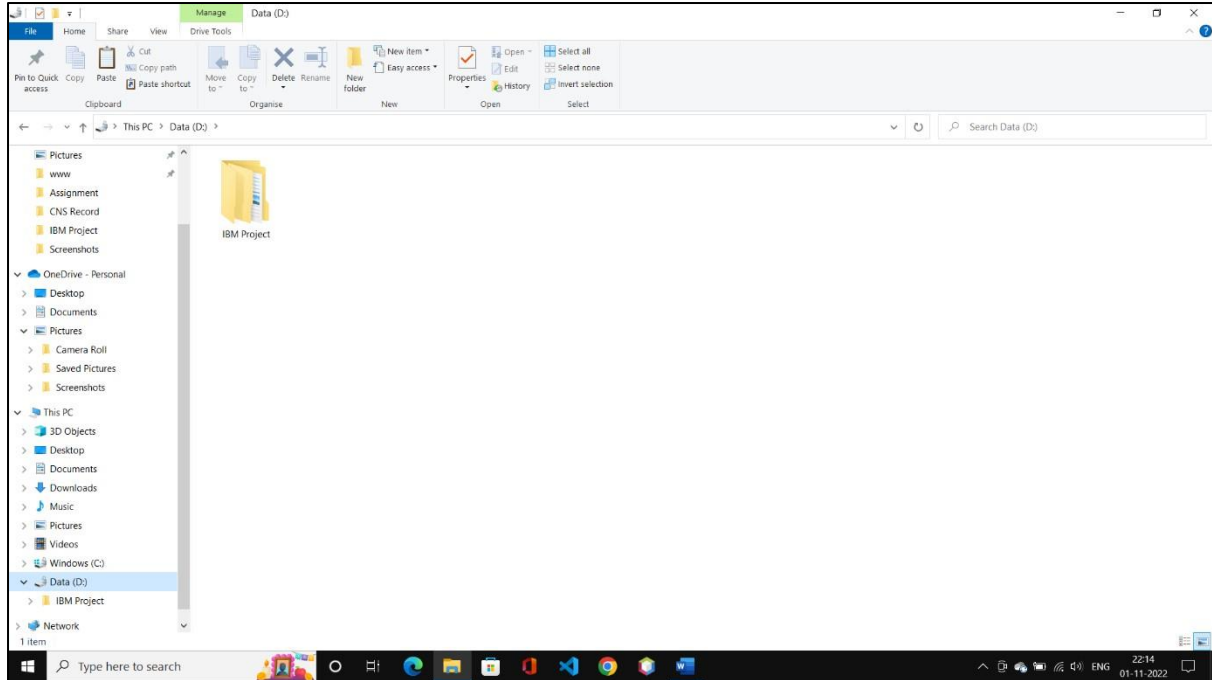 Manage Data (D:)
File Home Share View Drive Tools
Pin to Quick access
Copy
Paste
Cut
Copy path
Paste shortcut
Clipboard
Move to
Copy to
Delete
Rename
Organise
New folder
New item
Easy access
New
Properties
Open
Edit
History
Open
Select all
Select none
Invert selection
Select
This PC > Data (D:) >
Search Data (D:)
Pictures
www
Assignment
CNS Record
IBM Project
Screenshots
OneDrive - Personal
Desktop
Documents
Pictures
Camera Roll
Saved Pictures
Screenshots
This PC
3D Objects
Desktop
Documents
Downloads
Music
Pictures
Videos
Windows (C:)
Data (D:)
IBM Project
Network
1 item
IBM Project
Type here to search
ENG
22:14
01-11-2022